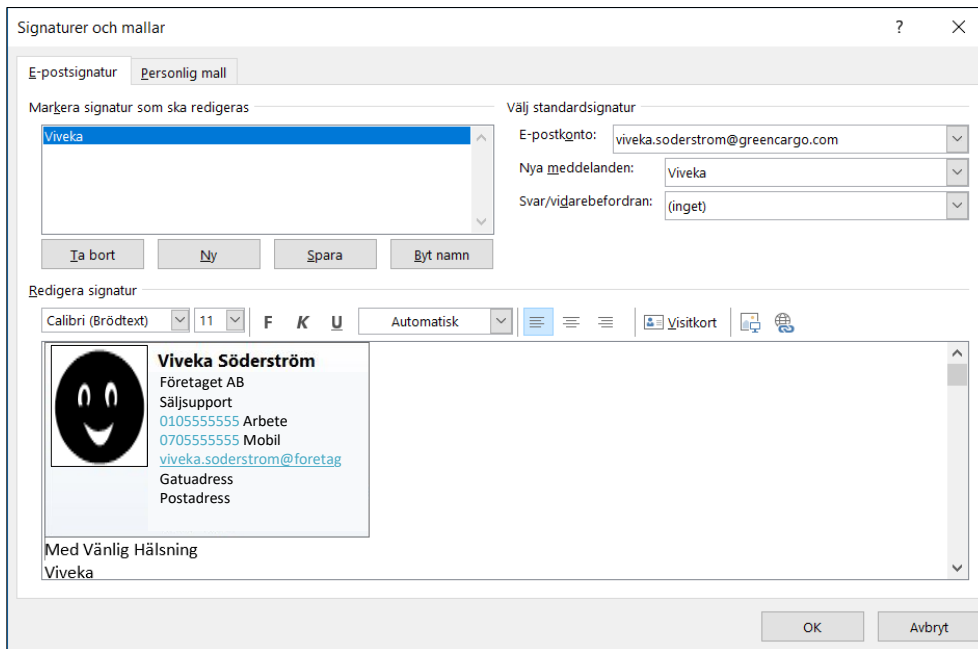 Signaturer och mallar ?
E-postsignatur Personlig mall
Markera signatur som ska redigeras
Viveka
Ta bort Ny Spara Byt namn
Välj standardsignatur
E-postkonto: viveka.soderstrom@greencargo.com
Nya meddelanden: Viveka
Svar/vidarebefordran: (inget)
Redigera signatur
Calibri (Brödtext) 11 F K U Automatisk Visitkort
Viveka Söderström
Företaget AB
Säljsupport
0105555555 Arbete
0705555555 Mobil
viveka.soderstrom@foretag
Gatuadress
Postadress
Med Vänlig Hälsning
Viveka
OK Avbryt